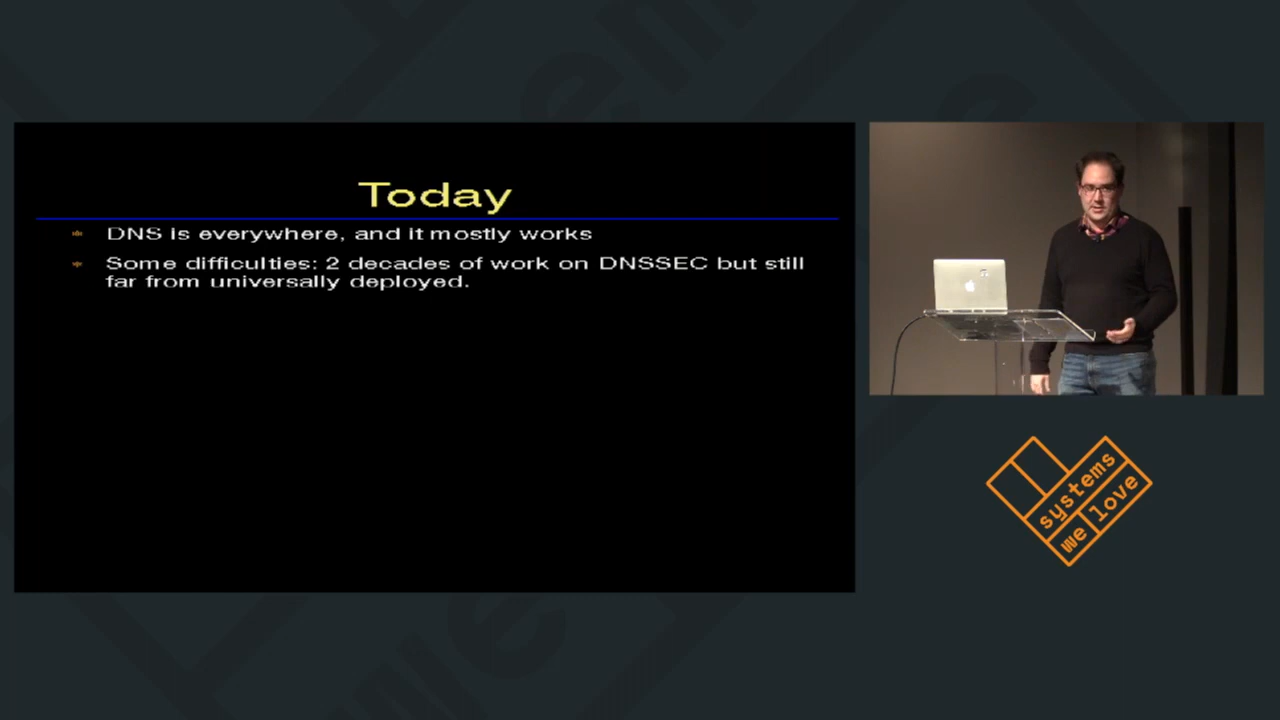 Today
DNS is everywhere, and it mostly works
Some difficulties: 2 decades of work on DNSSEC but still
far from universally deployed.
systems
we love